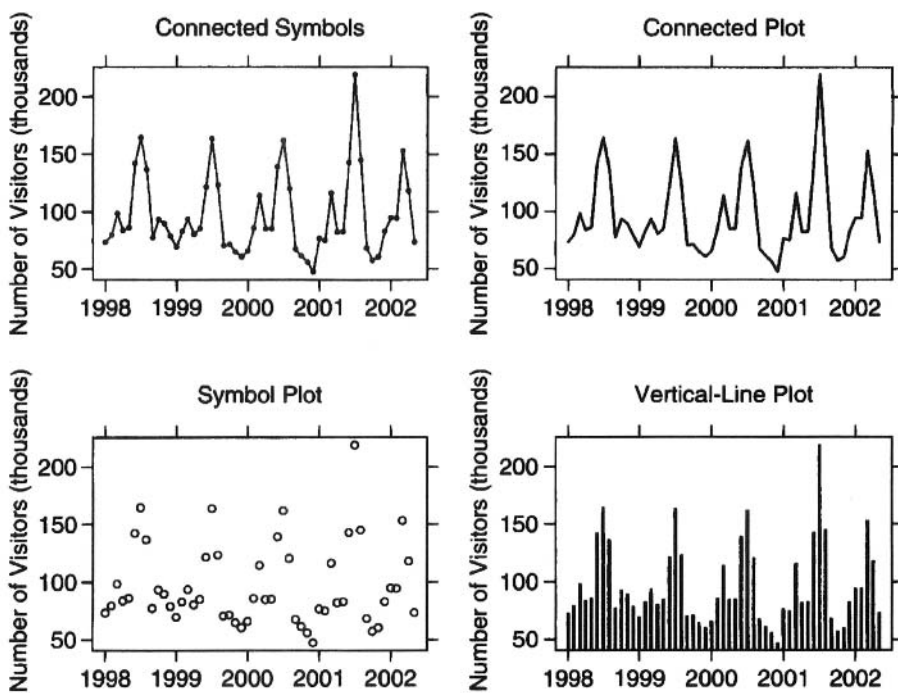 Connected Symbols
Number of Visitors (thousands)
200
150
100
50
1998 1999 2000 2001 2002
Connected Plot
Number of Visitors (thousands)
200
150
100
50
1998 1999 2000 2001 2002
Symbol Plot
Number of Visitors (thousands)
200
150
100
50
1998 1999 2000 2001 2002
Vertical-Line Plot
Number of Visitors (thousands)
200
150
100
50
1998 1999 2000 2001 2002